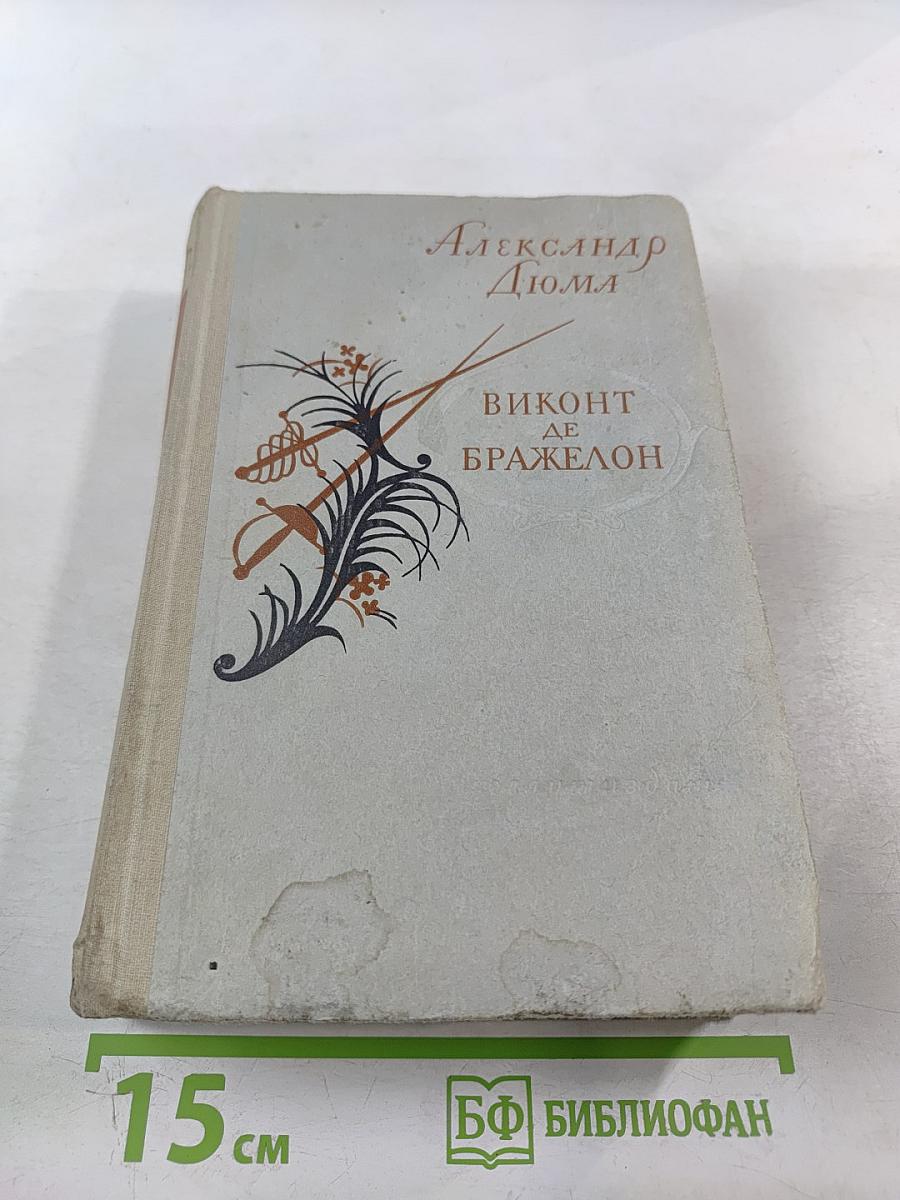 Александр
Дюма
ВИКОНТ
ДЕ
БРАЖЕЛОН
15 см
БФ БИБЛИОФАН